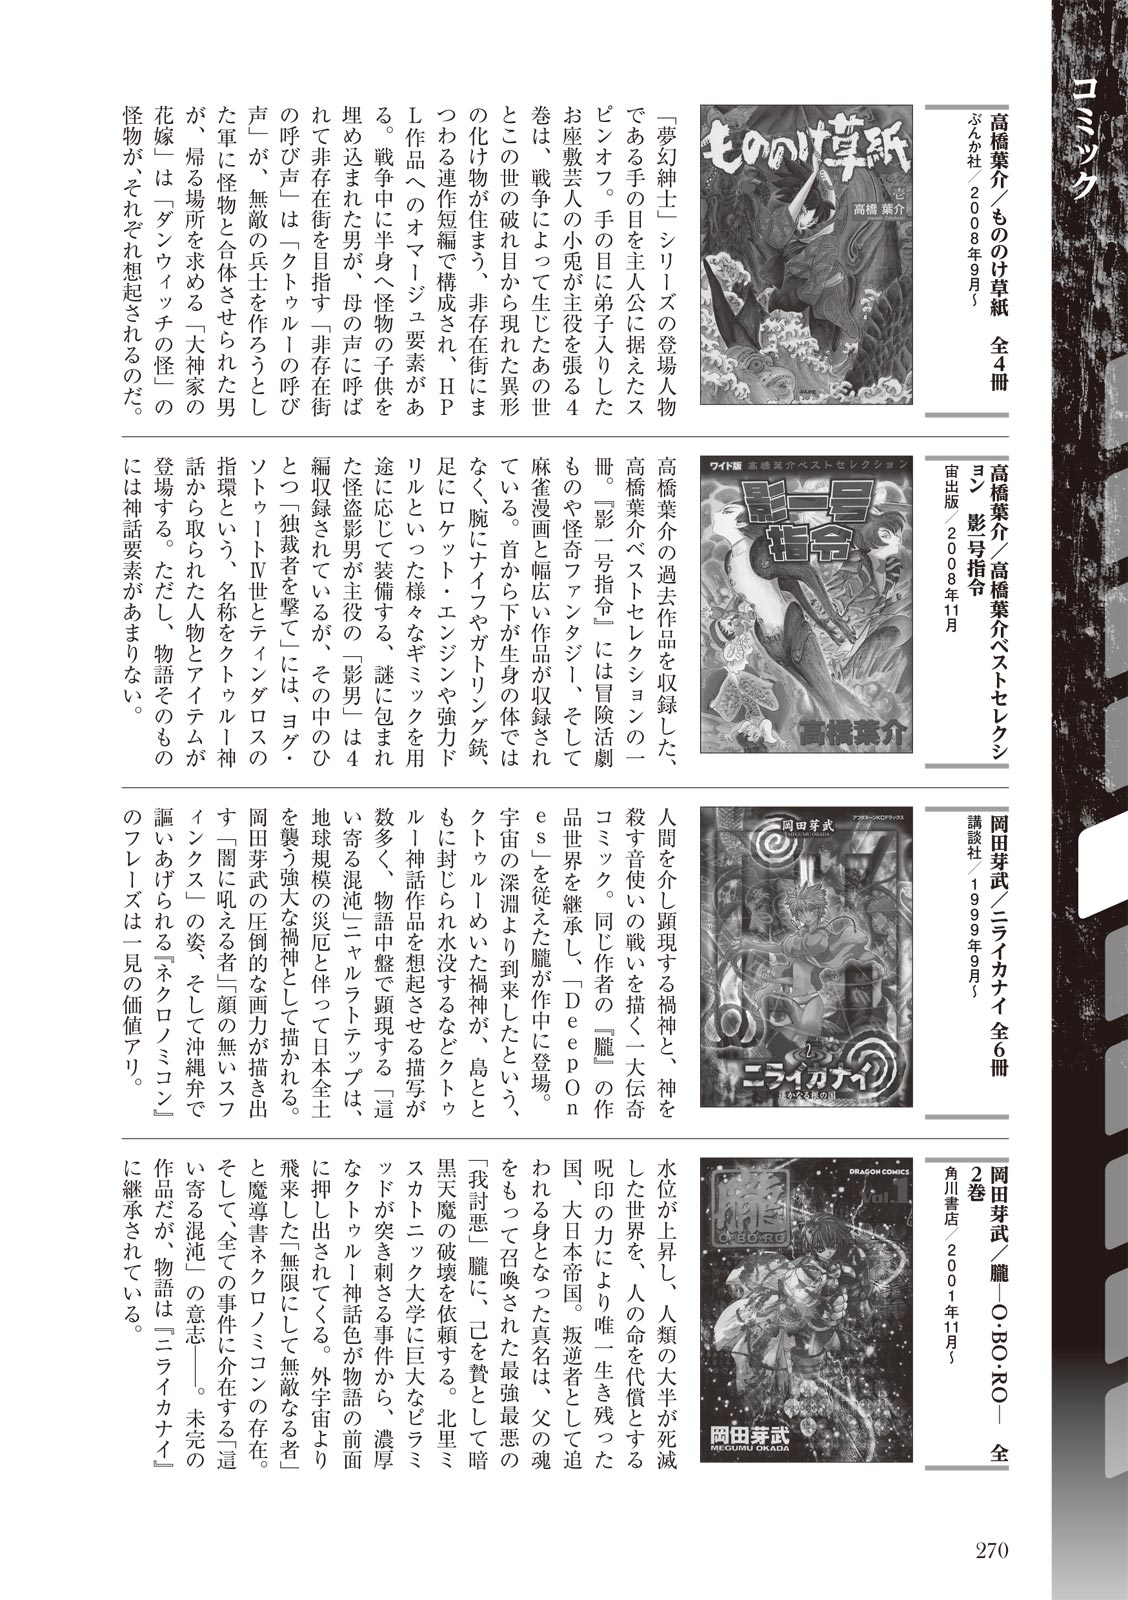 コミック
高橋葉介／もののけ草紙　全4冊
ぶんか社／2008年9月〜
もののけ草紙
壱
高橋 葉介
「夢幻紳士」シリーズの登場人物
である手の目を主人公に据えたス
ピンオフ。手の目に弟子入りした
お座敷芸人の小兎が主役を張る4
巻は、戦争によって生じたあの世
とこの世の破れ目から現れた異形
の化け物が住まう、非存在街にま
つわる連作短編で構成され、HP
L作品へのオマージュ要素があ
る。戦争中に半身へ怪物の子供を
埋め込まれた男が、母の声に呼ば
れて非存在街を目指す「非存在街
の呼び声」は「クトゥルーの呼び
声」が、無敵の兵士を作ろうとし
た軍に怪物と合体させられた男
が、帰る場所を求める「大神家の
花嫁」は「ダンウィッチの怪」の
怪物が、それぞれ想起されるのだ。
高橋葉介／高橋葉介ベストセレクシ
ョン　影一号指令
宙出版／2008年11月
ワイド版 高橋葉介ベストセレクション
影一号
指令
高橋葉介
高橋葉介の過去作品を収録した、
高橋葉介ベストセレクションの一
冊。『影一号指令』には冒険活劇
ものや怪奇ファンタジー、そして
麻雀漫画と幅広い作品が収録され
ている。首から下が生身の体では
なく、腕にナイフやガトリング銃、
足にロケット・エンジンや強力ド
リルといった様々なギミックを用
途に応じて装備する、謎に包まれ
た怪盗影男が主役の「影男」は4
編収録されているが、その中のひ
とつ「独裁者を撃て」には、ヨグ・
ソトゥートⅣ世とティンダロスの
指環という、名称をクトゥルー神
話から取られた人物とアイテムが
登場する。ただし、物語そのもの
には神話要素があまりない。
岡田芽武／ニライカナイ　全6冊
講談社／1999年9月〜
アフタヌーンKCデラックス
岡田芽武
MEGUMU OKADA
ニライカナイ
遥かなる根の国
人間を介し顕現する禍神と、神を
殺す音使いの戦いを描く一大伝奇
コミック。同じ作者の『朧』の作
品世界を継承し、「DeepOn
es」を従えた朧が作中に登場。
宇宙の深淵より到来したという、
クトゥルーめいた禍神が、島とと
もに封じられ水没するなどクトゥ
ルー神話作品を想起させる描写が
数多く、物語中盤で顕現する「這
い寄る混沌」ニャルラトテップは、
地球規模の災厄と伴って日本全土
を襲う強大な禍神として描かれる。
岡田芽武の圧倒的な画力が描き出
す「闇に吼える者」「顔の無いスフ
ィンクス」の姿、そして沖縄弁で
謳いあげられる『ネクロノミコン』
のフレーズは一見の価値アリ。
岡田芽武／朧―O・BO・RO―　全
2巻
角川書店／2001年11月〜
DRAGON COMICS
Vol.1
朧
O・BO・RO
岡田芽武
MEGUMU OKADA
水位が上昇し、人類の大半が死滅
した世界を、人の命を代償とする
呪印の力により唯一生き残った
国、大日本帝国。叛逆者として追
われる身となった真名は、父の魂
をもって召喚された最強最悪の
「我討悪」朧に、己を贄として暗
黒天魔の破壊を依頼する。北里ミ
スカトニック大学に巨大なピラミ
ッドが突き刺さる事件から、濃厚
なクトゥルー神話色が物語の前面
に押し出されてくる。外宇宙より
飛来した「無限にして無敵なる者」
と魔導書ネクロノミコンの存在。
そして、全ての事件に介在する「這
い寄る混沌」の意志――。未完の
作品だが、物語は『ニライカナイ』
に継承されている。
270